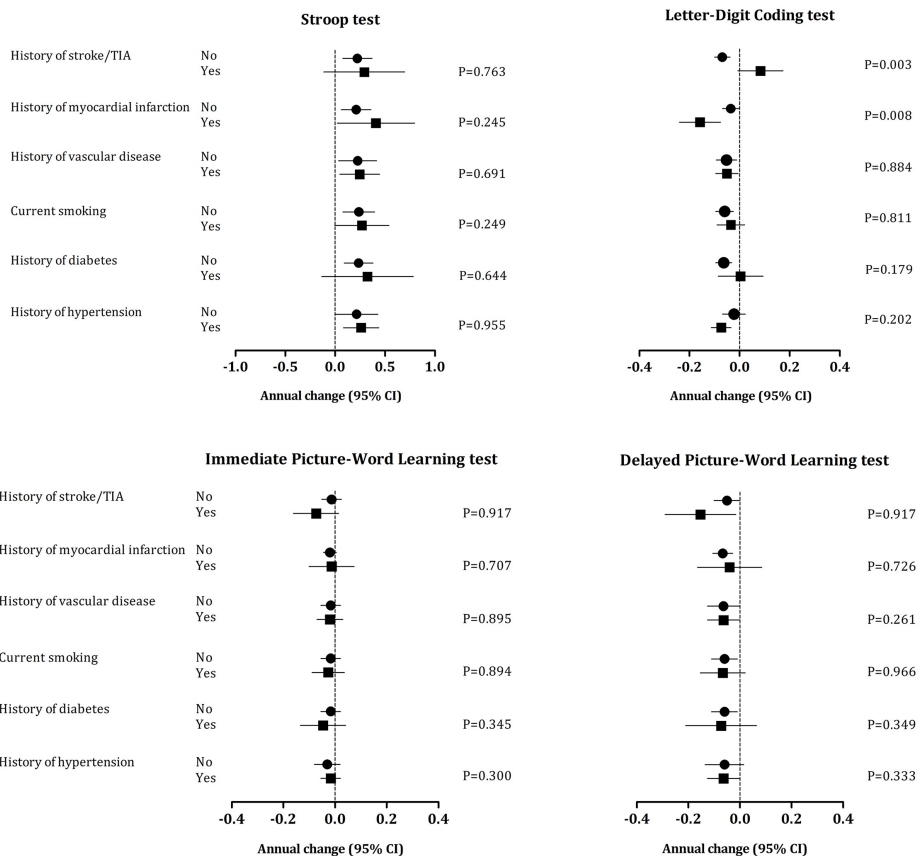 Stroop test
History of stroke/TIA No
Yes P=0.763
History of myocardial infarction No
Yes P=0.245
History of vascular disease No
Yes P=0.691
Current smoking No
Yes P=0.249
History of diabetes No
Yes P=0.644
History of hypertension No
Yes P=0.955
-1.0 -0.5 0.0 0.5 1.0
Annual change (95% CI)
Letter-Digit Coding test
P=0.003
P=0.008
P=0.884
P=0.811
P=0.179
P=0.202
-0.4 -0.2 0.0 0.2 0.4
Annual change (95% CI)
Immediate Picture-Word Learning test
History of stroke/TIA No
Yes P=0.917
History of myocardial infarction No
Yes P=0.707
History of vascular disease No
Yes P=0.895
Current smoking No
Yes P=0.894
History of diabetes No
Yes P=0.345
History of hypertension No
Yes P=0.300
-0.4 -0.2 0.0 0.2 0.4
Annual change (95% CI)
Delayed Picture-Word Learning test
P=0.917
P=0.726
P=0.261
P=0.966
P=0.349
P=0.333
-0.4 -0.2 0.0 0.2 0.4
Annual change (95% CI)